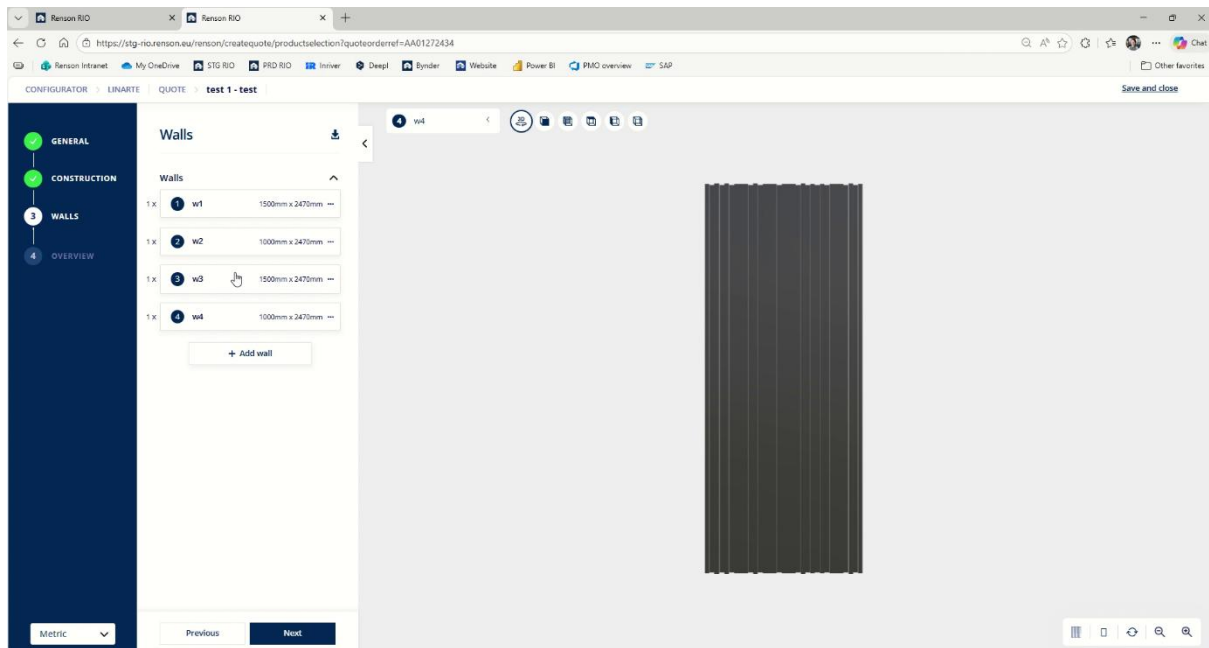 Renson RIO
Renson RIO
https://stg-rio.renson.eu/renson/createquote/productselection?quoteorderref=AA01272434
Chat
Renson Intranet My OneDrive STG RIO PRD RIO Inriver Deepl Bynder Website Power BI PMO overview SAP Other favorites
CONFIGURATOR > LINARTE QUOTE > test 1 - test Save and close
GENERAL
CONSTRUCTION
3 WALLS
4 OVERVIEW
Metric
Walls
Walls
1 x 1 w1 1500mm x 2470mm
1 x 2 w2 1000mm x 2470mm
1 x 3 w3 1500mm x 2470mm
1 x 4 w4 1000mm x 2470mm
+ Add wall
Previous Next
4 w4
3D